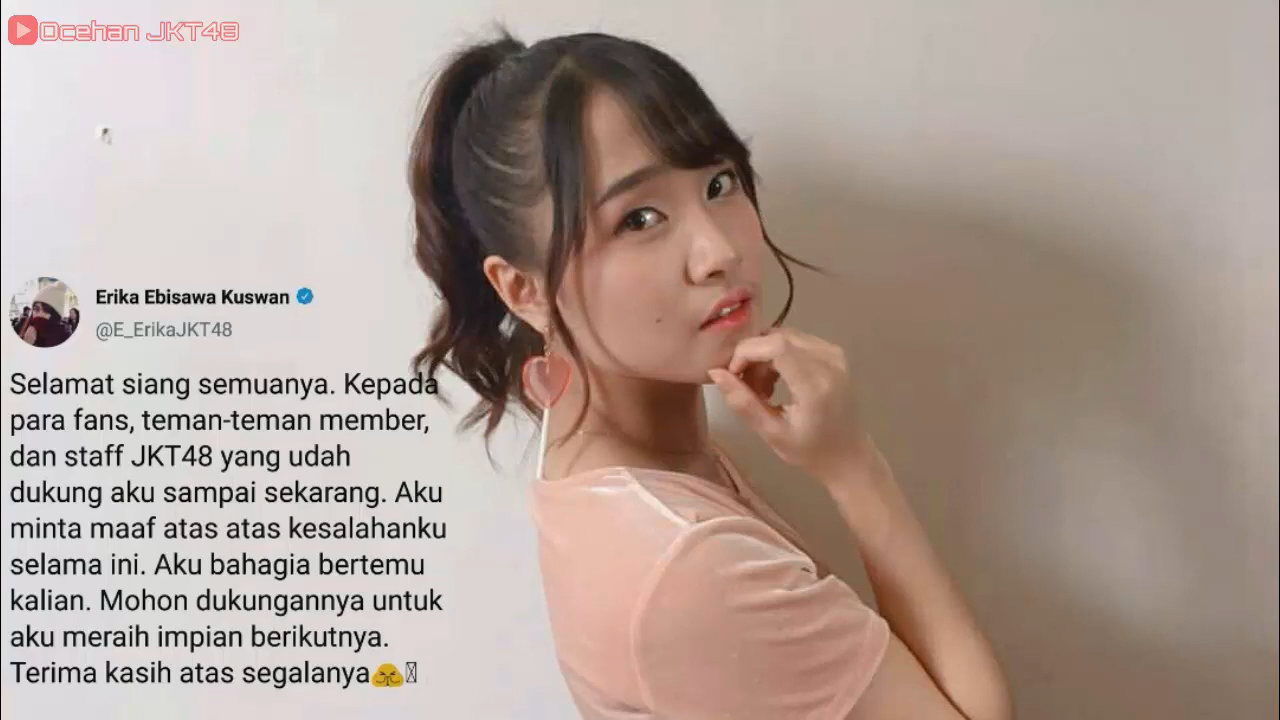 Ocehan JKT48
Erika Ebisawa Kuswan
@E_ErikaJKT48
Selamat siang semuanya. Kepada
para fans, teman-teman member,
dan staff JKT48 yang udah
dukung aku sampai sekarang. Aku
minta maaf atas atas kesalahanku
selama ini. Aku bahagia bertemu
kalian. Mohon dukungannya untuk
aku meraih impian berikutnya.
Terima kasih atas segalanya